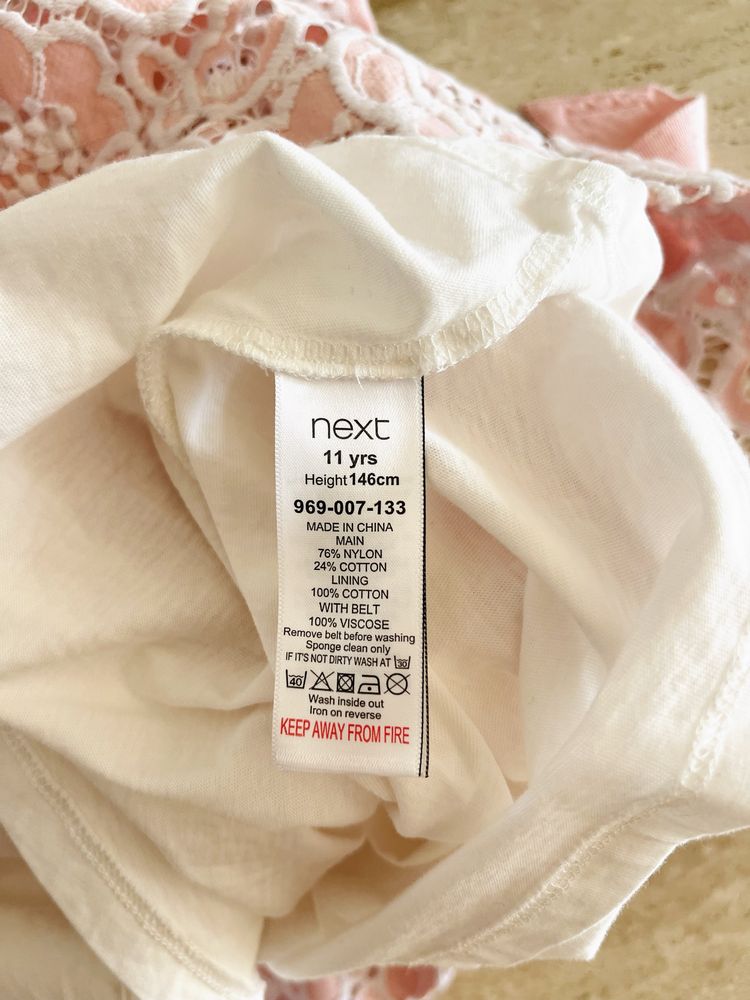 next
11 yrs
Height 146cm
969-007-133
MADE IN CHINA
MAIN
76% NYLON
24% COTTON
LINING
100% COTTON
WITH BELT
100% VISCOSE
Remove belt before washing
Sponge clean only
IF IT'S NOT DIRTY WASH AT 30
40
Wash inside out
Iron on reverse
KEEP AWAY FROM FIRE